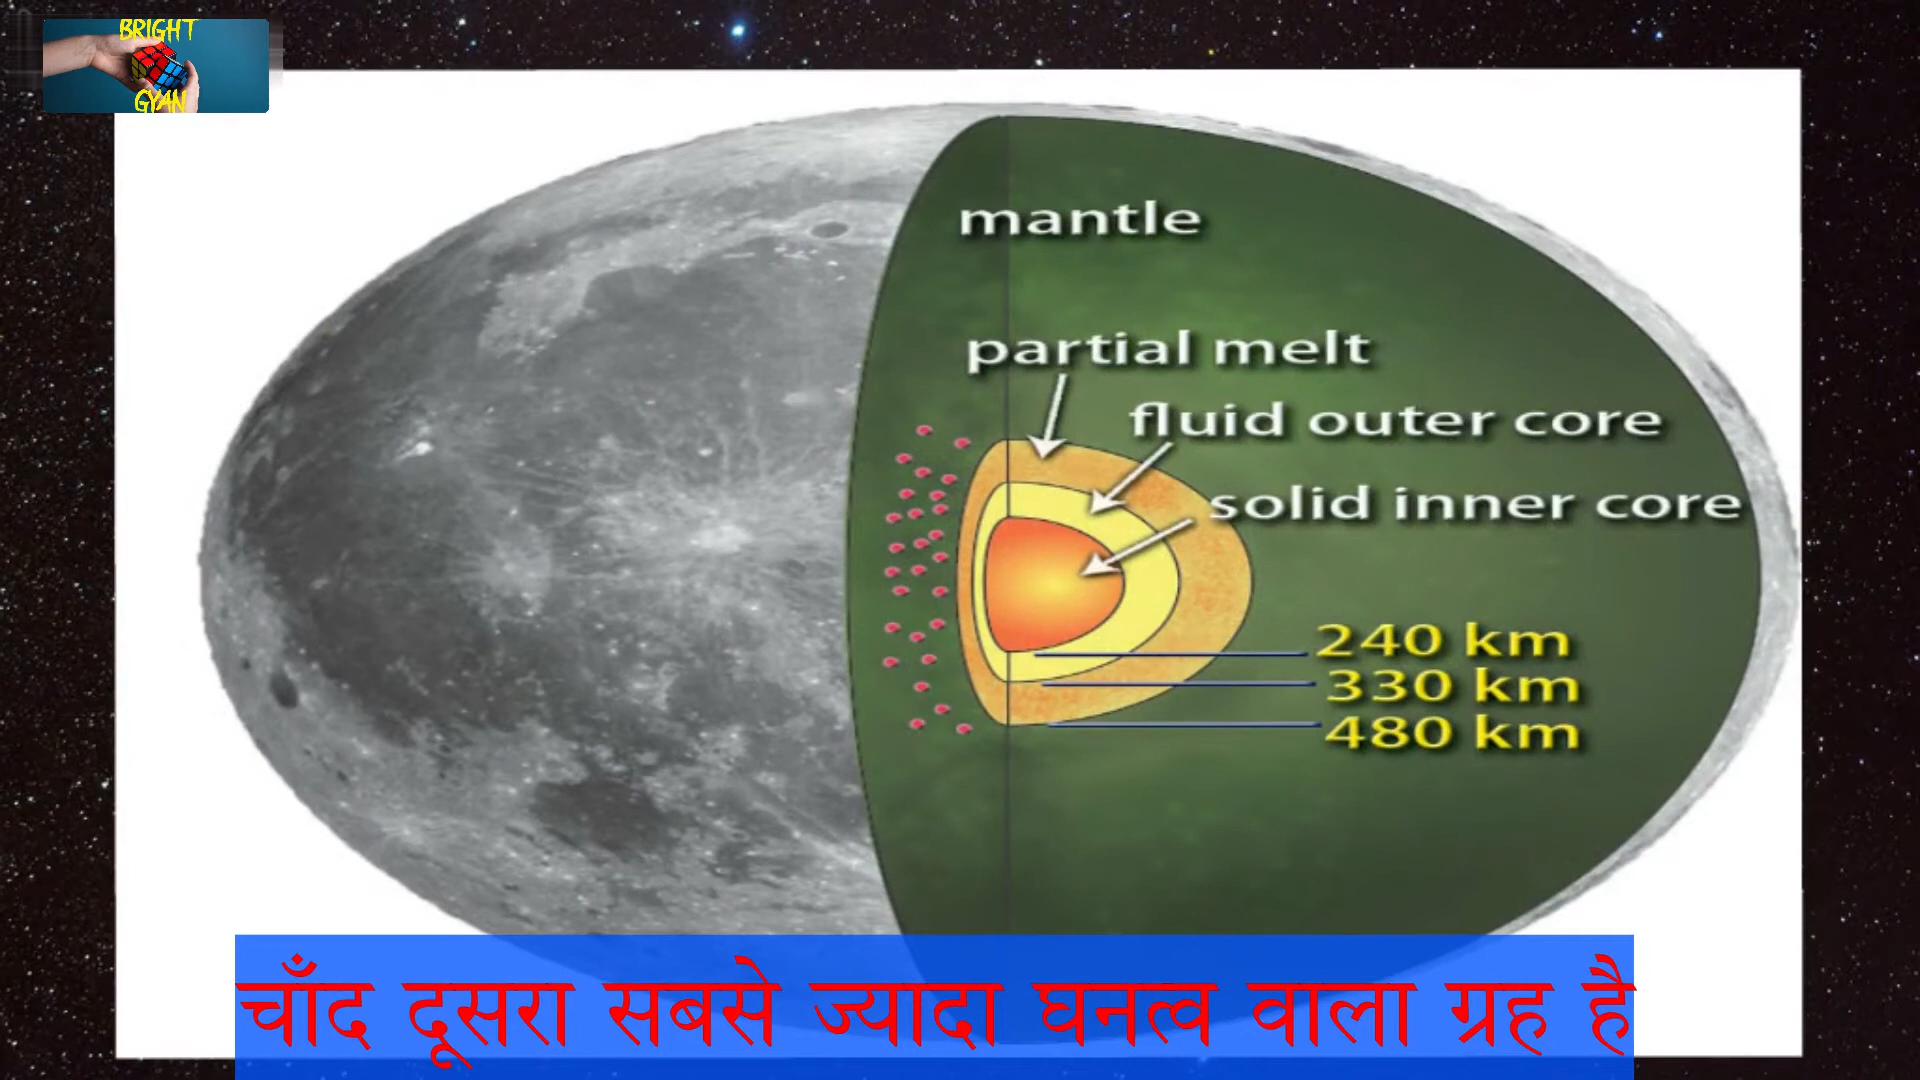 BRIGHT
GYAN
mantle
partial melt
fluid outer core
solid inner core
240 km
330 km
480 km
चाँद दूसरा सबसे ज्यादा घनत्व वाला ग्रह है